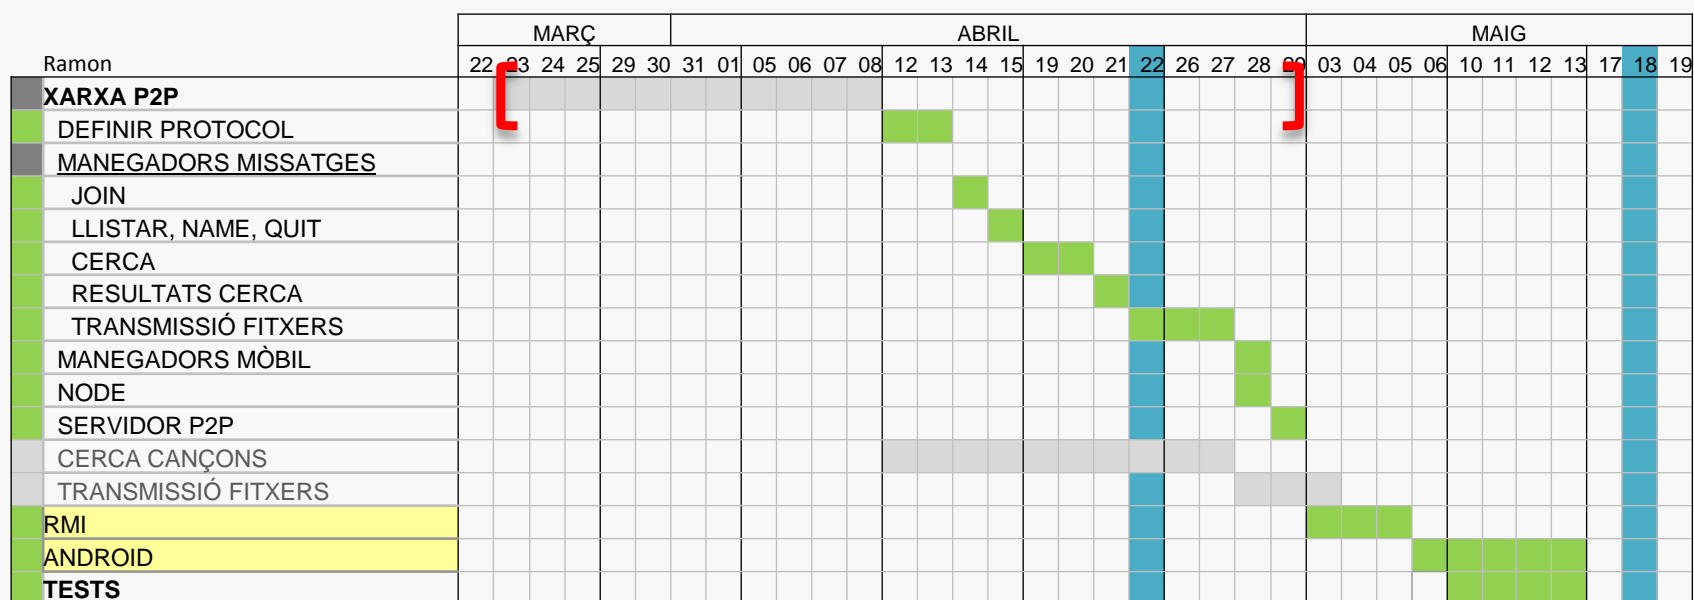 MARÇ ABRIL MAIG
Ramon 22 23 24 25 29 30 31 01 05 06 07 08 12 13 14 15 19 20 21 22 26 27 28 29 03 04 05 06 10 11 12 13 17 18 19
XARXA P2P
DEFINIR PROTOCOL
MANEGADORS MISSATGES
JOIN
LLISTAR, NAME, QUIT
CERCA
RESULTATS CERCA
TRANSMISSIÓ FITXERS
MANEGADORS MÒBIL
NODE
SERVIDOR P2P
CERCA CANÇONS
TRANSMISSIÓ FITXERS
RMI
ANDROID
TESTS